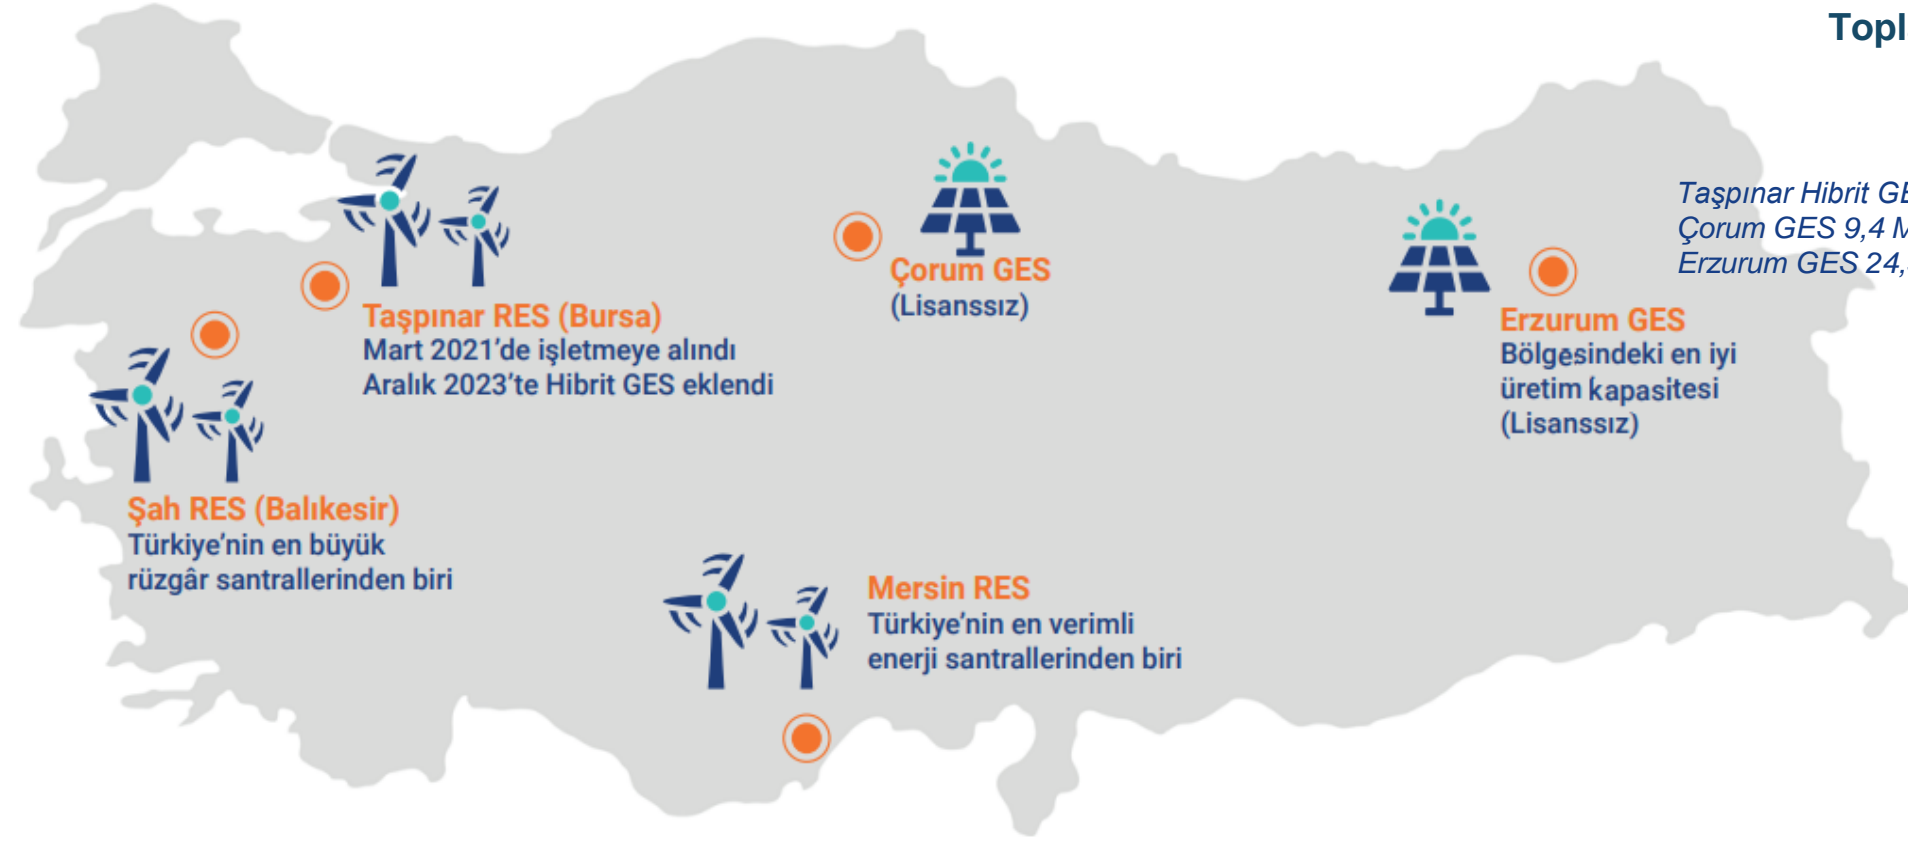 Topl
Taşpınar Hibrit GE
Çorum GES 9,4 M
Erzurum GES 24,
Çorum GES
(Lisanssız)
Taşpınar RES (Bursa)
Mart 2021’de işletmeye alındı
Aralık 2023’te Hibrit GES eklendi
Erzurum GES
Bölgesindeki en iyi
üretim kapasitesi
(Lisanssız)
Şah RES (Balıkesir)
Türkiye’nin en büyük
rüzgâr santrallerinden biri
Mersin RES
Türkiye’nin en verimli
enerji santrallerinden biri